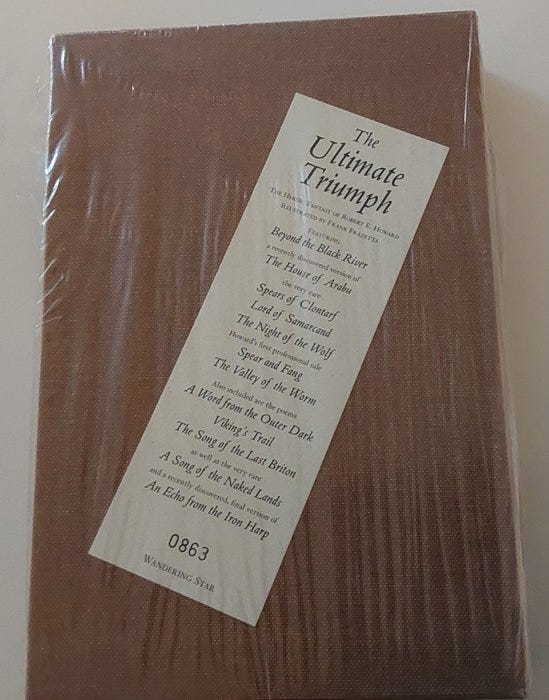 The
Ultimate
Triumph
The Heroic Fantasy of Robert E. Howard
Illustrated by Frank Frazetta
Featuring
Beyond the Black River
a recently discovered version of
The House of Arabu
the very rare
Spears of Clontarf
Lord of Samarcand
The Night of the Wolf
Howard's first professional sale
Spear and Fang
The Valley of the Worm
Also included are the poems
A Word from the Outer Dark
Viking's Trail
The Song of the Last Briton
as well as the very rare
A Song of the Naked Lands
and a recently discovered, final version of
An Echo from the Iron Harp
0863
Wandering Star